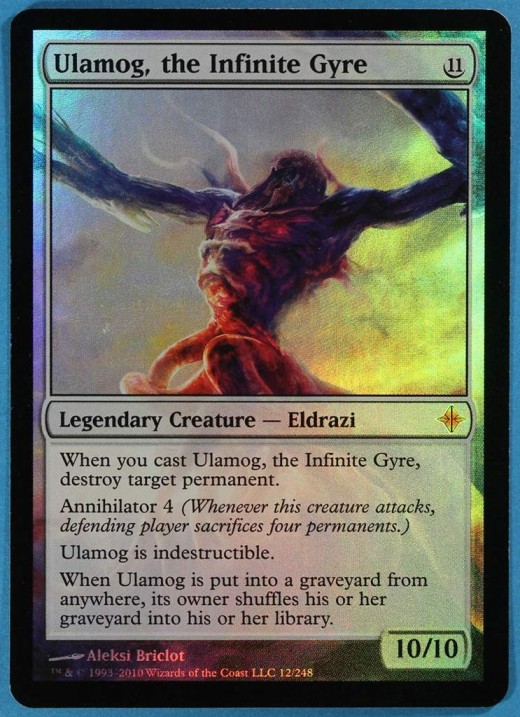 Ulamog, the Infinite Gyre 11
Legendary Creature — Eldrazi
When you cast Ulamog, the Infinite Gyre,
destroy target permanent.
Annihilator 4 (Whenever this creature attacks,
defending player sacrifices four permanents.)
Ulamog is indestructible.
When Ulamog is put into a graveyard from
anywhere, its owner shuffles his or her
graveyard into his or her library.
10/10
Aleksi Briclot
™ & © 1993-2010 Wizards of the Coast LLC 12/248